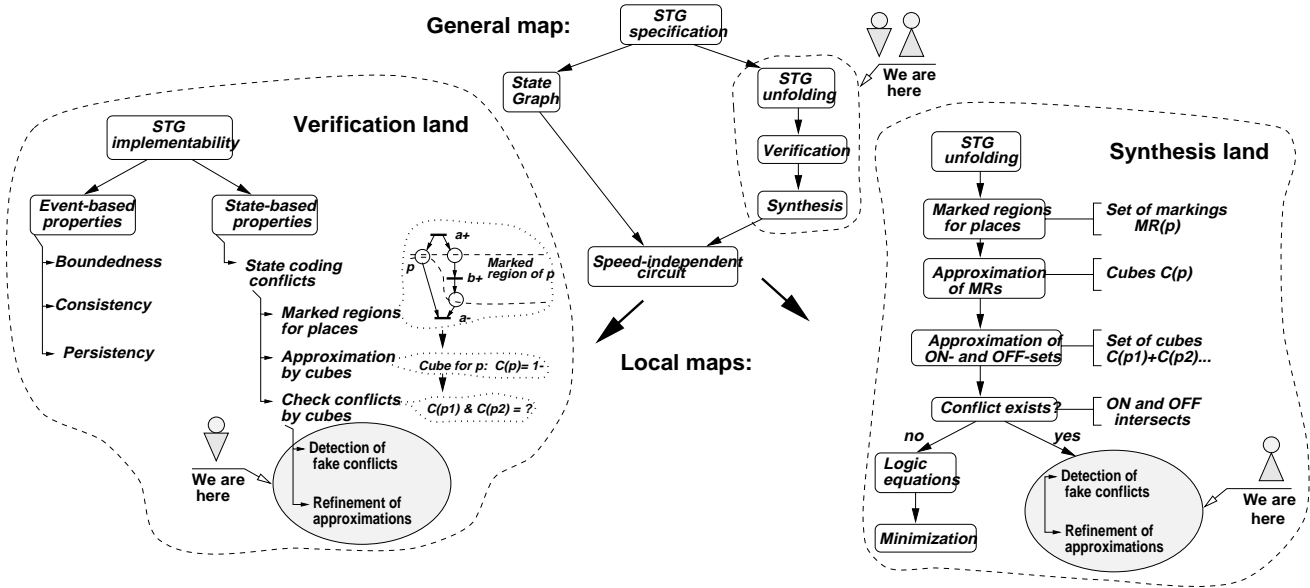 General map:
STG
specification
State
Graph
STG
unfolding
Verification
Synthesis
We are
here
Speed-independent
circuit
Local maps:
Verification land
STG
implementability
Event-based
properties
State-based
properties
Boundedness
Consistency
Persistency
State coding
conflicts
Marked regions
for places
Approximation
by cubes
Check conflicts
by cubes
a+
p
b+
a-
Marked
region of p
Cube for p: C(p)= 1-
C(p1) & C(p2) = ?
Detection of
fake conflicts
Refinement of
approximations
We are
here
Synthesis land
STG
unfolding
Marked regions
for places
Set of markings
MR(p)
Approximation
of MRs
Cubes C(p)
Approximation of
ON- and OFF-sets
Set of cubes
C(p1)+C(p2)...
Conflict exists?
ON and OFF
intersects
no
yes
Logic
equations
Minimization
Detection of
fake conflicts
Refinement of
approximations
We are
here